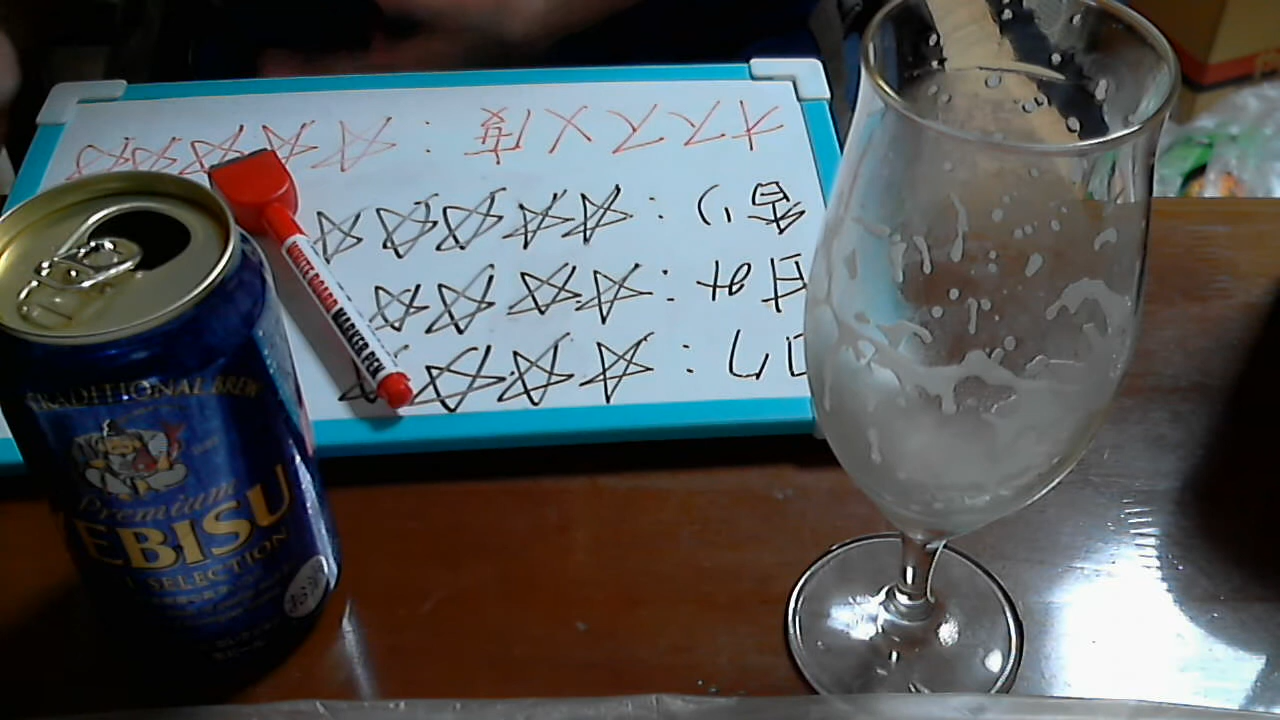 コク:☆☆☆☆☆
旨み:☆☆☆☆
香り:☆☆☆☆☆
オススメ度:☆☆☆☆☆
WHITE BOARD MARKER PEN
TRADITIONAL BREW
Premium
EBISU
SELECTION